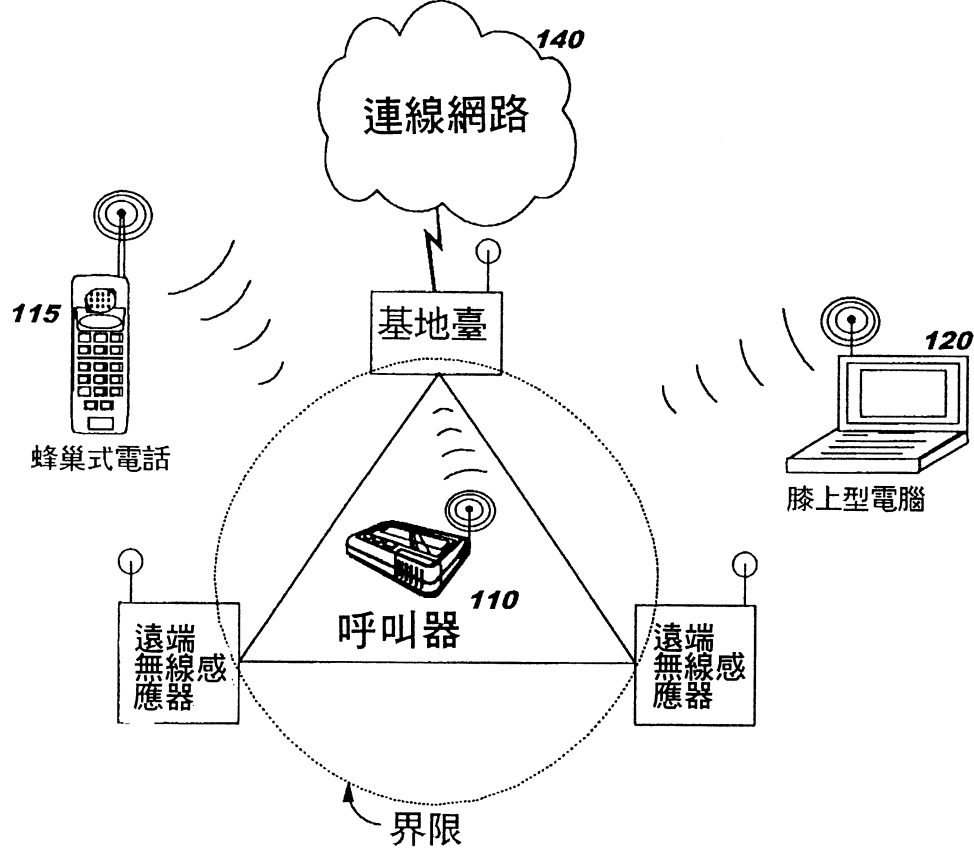 140
連線網路
115
基地臺
120
蜂巢式電話
膝上型電腦
110
呼叫器
遠端
無線感
應器
遠端
無線感
應器
界限